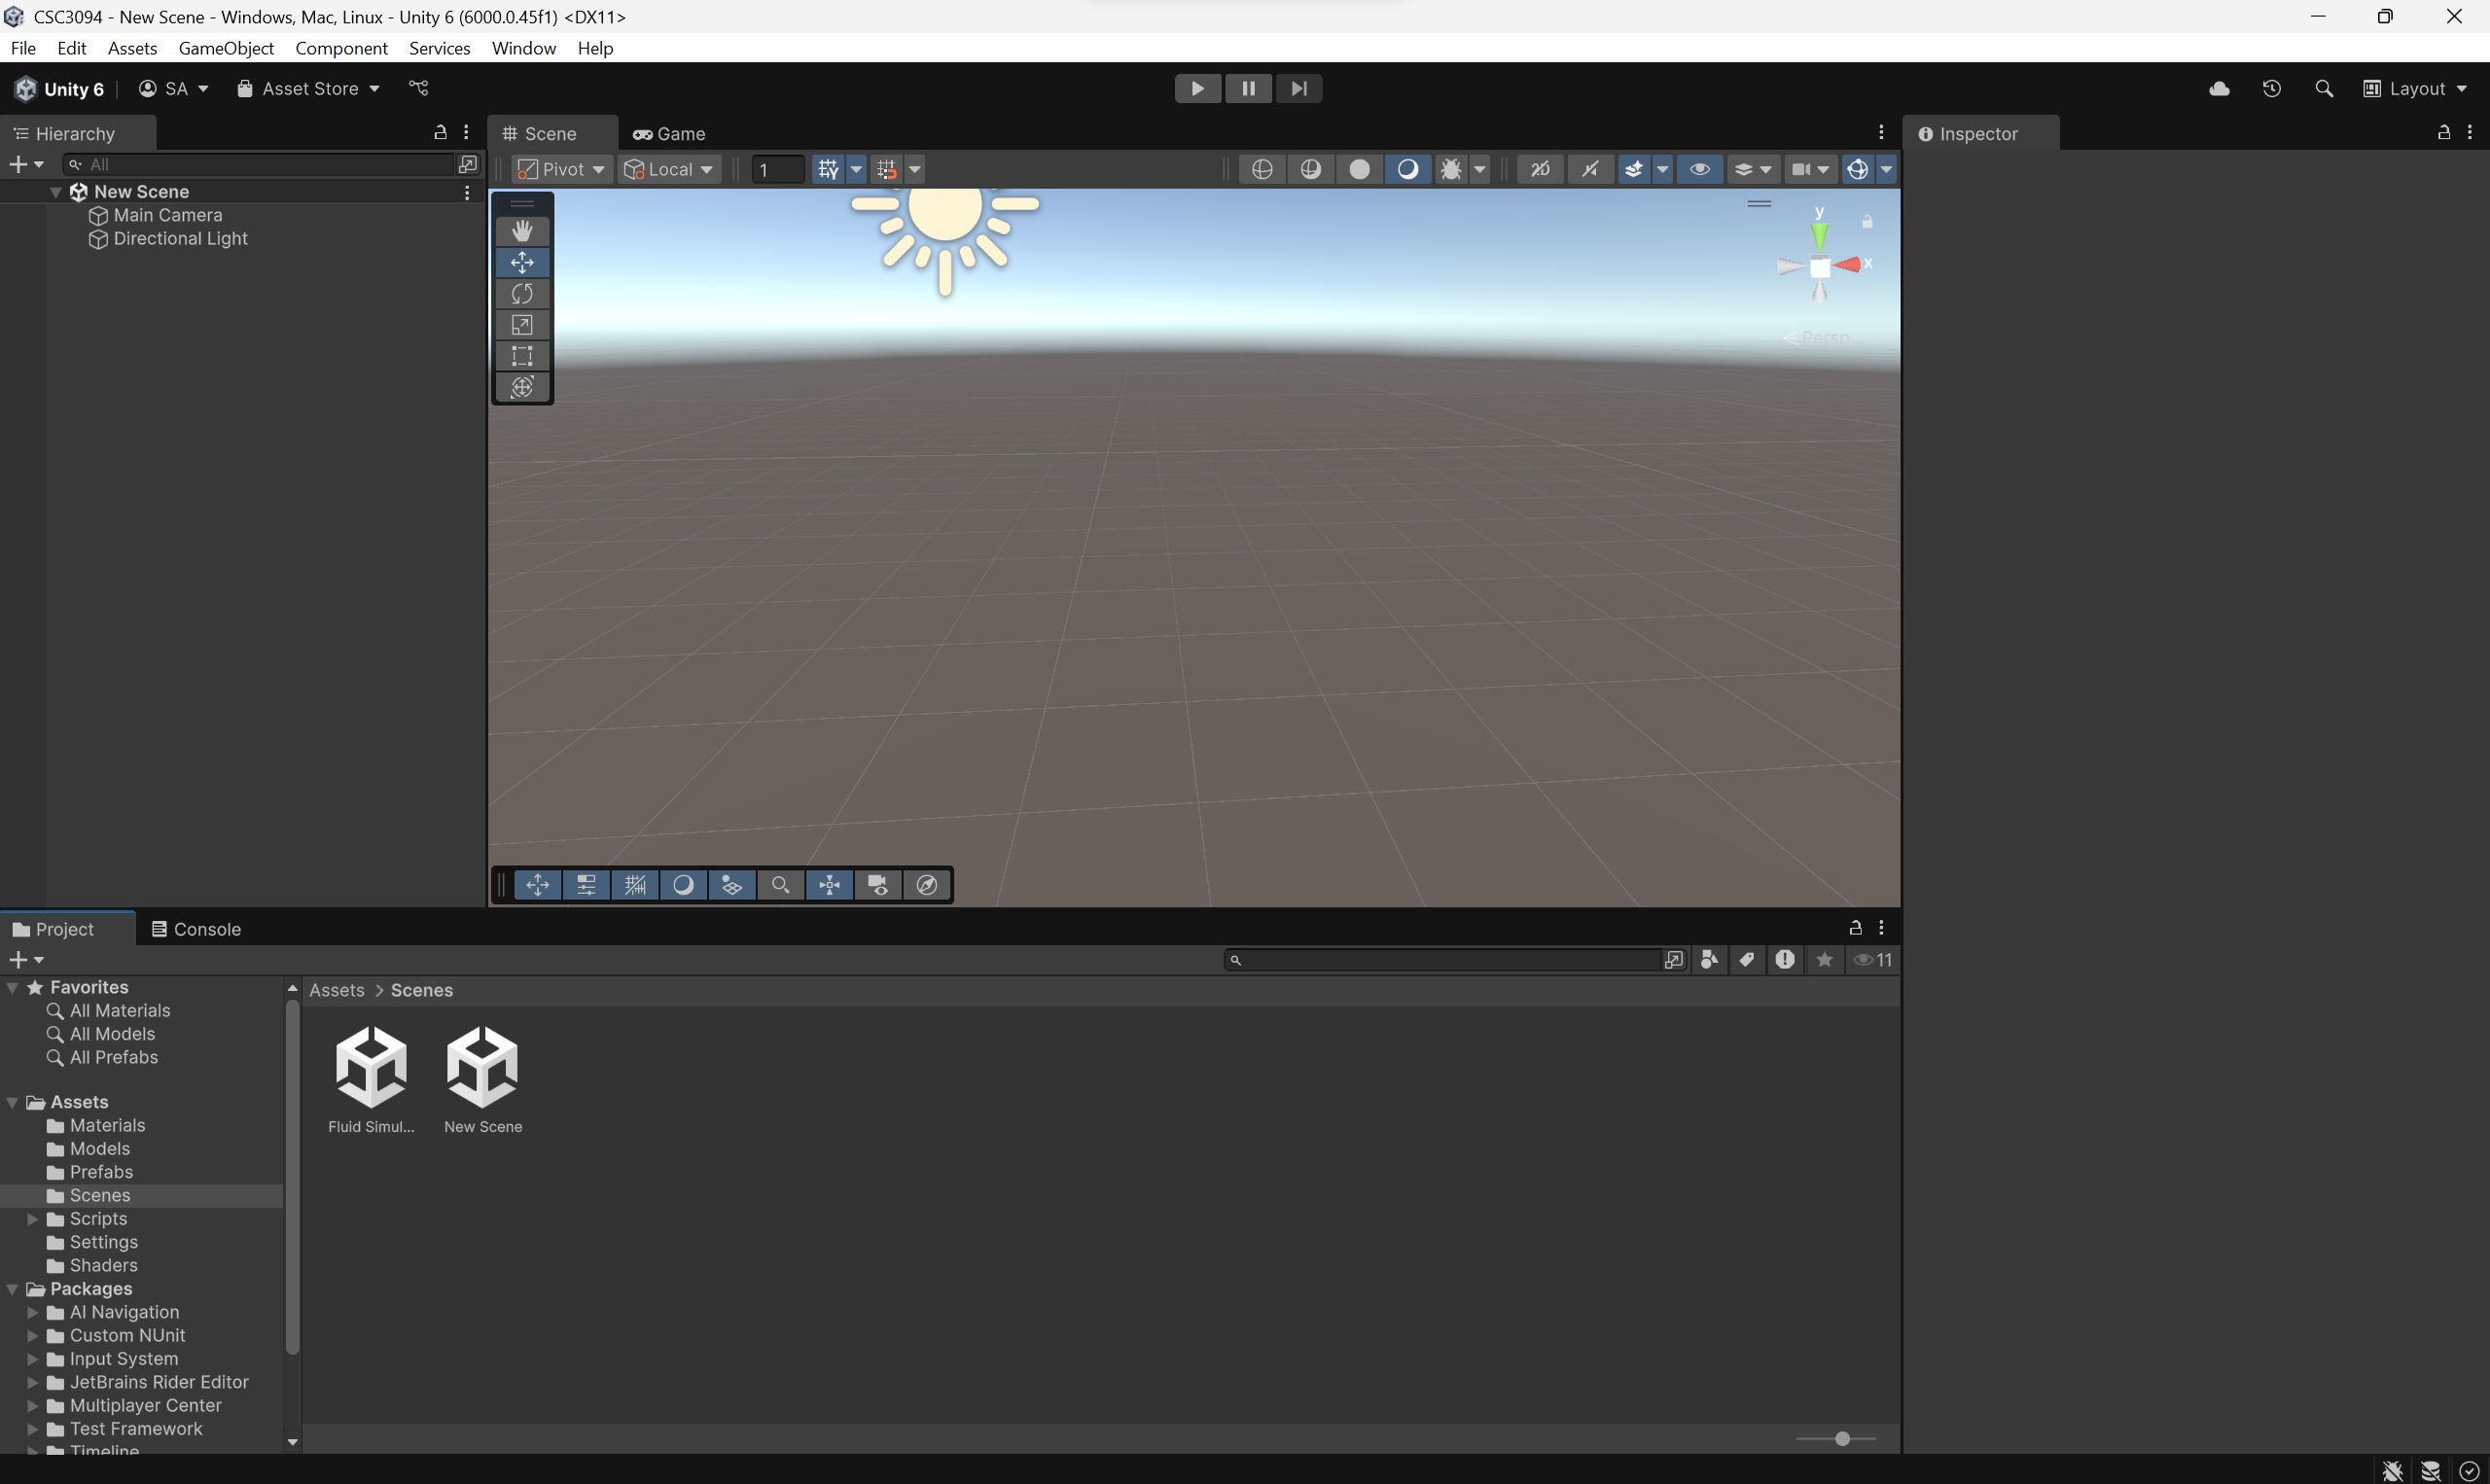 CSC3094 - New Scene - Windows, Mac, Linux - Unity 6 (6000.0.45f1) <DX11>
File Edit Assets GameObject Component Services Window Help
Unity 6 SA Asset Store Layout
Hierarchy
All
New Scene
Main Camera
Directional Light
Scene Game
Pivot Local 1
2D
y
x
Persp
Inspector
Project Console
11
Favorites
All Materials
All Models
All Prefabs
Assets
Materials
Models
Prefabs
Scenes
Scripts
Settings
Shaders
Packages
AI Navigation
Custom NUnit
Input System
JetBrains Rider Editor
Multiplayer Center
Test Framework
Timeline
Assets > Scenes
Fluid Simul... New Scene